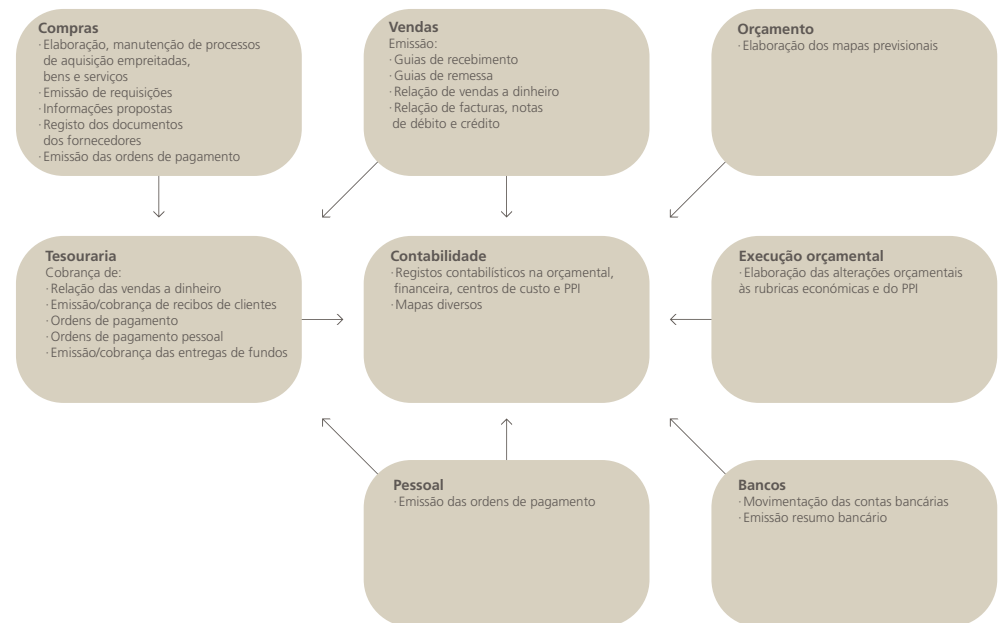 Compras
· Elaboração, manutenção de processos
de aquisição empreitadas,
bens e serviços
· Emissão de requisições
· Informações propostas
· Registo dos documentos
dos fornecedores
· Emissão das ordens de pagamento
Vendas
Emissão:
· Guias de recebimento
· Guias de remessa
· Relação de vendas a dinheiro
· Relação de facturas, notas
de débito e crédito
Orçamento
· Elaboração dos mapas previsionais
Tesouraria
Cobrança de:
· Relação das vendas a dinheiro
· Emissão/cobrança de recibos de clientes
· Ordens de pagamento
· Ordens de pagamento pessoal
· Emissão/cobrança das entregas de fundos
Contabilidade
· Registos contabilísticos na orçamental,
financeira, centros de custo e PPI
· Mapas diversos
Execução orçamental
· Elaboração das alterações orçamentais
às rubricas económicas e do PPI
Pessoal
· Emissão das ordens de pagamento
Bancos
· Movimentação das contas bancárias
· Emissão resumo bancário